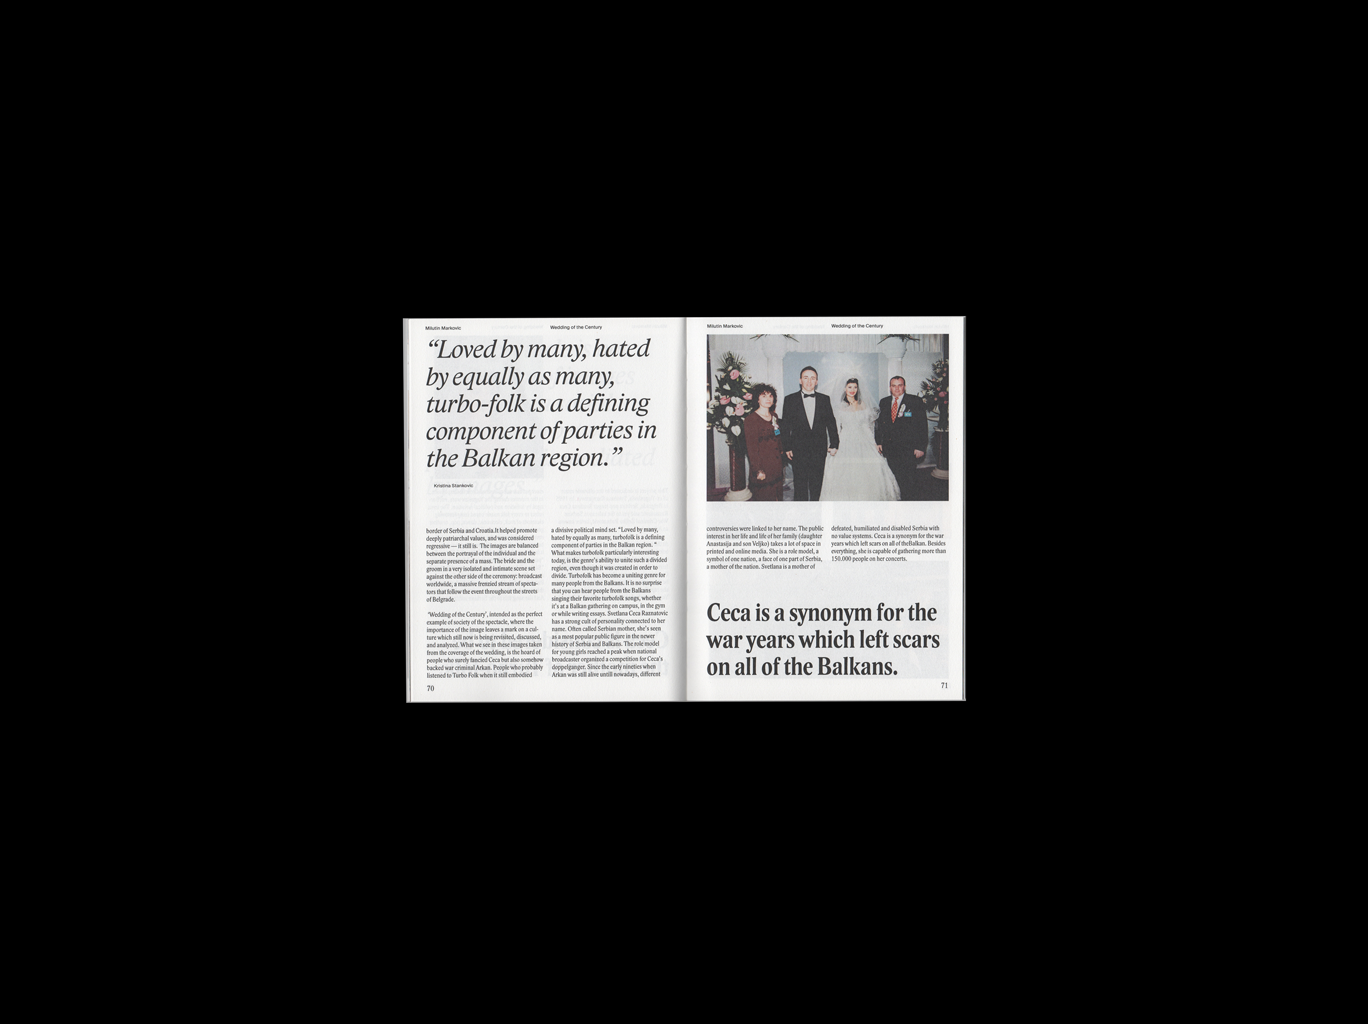 Milutin Markovic
Wedding of the Century
“Loved by many, hated
by equally as many,
turbo-folk is a defining
component of parties in
the Balkan region.”
Kristina Stankovic
border of Serbia and Croatia.It helped promote
deeply patriarchal values, and was considered
regressive — it still is. The images are balanced
between the portrayal of the individual and the
separate presence of a mass. The bride and the
groom in a very isolated and intimate scene set
against the other side of the ceremony: broadcast
worldwide, a massive frenzied stream of specta-
tors that follow the event throughout the streets
of Belgrade.
‘Wedding of the Century’, intended as the perfect
example of society of the spectacle, where the
importance of the image leaves a mark on a cul-
ture which still now is being revisited, discussed,
and analyzed. What we see in these images taken
from the coverage of the wedding, is the hoard of
people who surely fancied Ceca but also somehow
backed war criminal Arkan. People who probably
listened to Turbo Folk when it still embodied
70
a divisive political mind set. “Loved by many,
hated by equally as many, turbofolk is a defining
component of parties in the Balkan region. “
What makes turbofolk particularly interesting
today, is the genre’s ability to unite such a divided
region, even though it was created in order to
divide. Turbofolk has become a uniting genre for
many people from the Balkans. It is no surprise
that you can hear people from the Balkans
singing their favorite turbofolk songs, whether
it’s at a Balkan gathering on campus, in the gym
or while writing essays. Svetlana Ceca Raznatovic
has a strong cult of personality connected to her
name. Often called Serbian mother, she’s seen
as a most popular public figure in the newer
history of Serbia and Balkans. The role model
for young girls reached a peak when national
broadcaster organized a competition for Ceca’s
doppelganger. Since the early nineties when
Arkan was still alive untill nowadays, different
Milutin Markovic
Wedding of the Century
controversies were linked to her name. The public
interest in her life and life of her family (daughter
Anastasija and son Veljko) takes a lot of space in
printed and online media. She is a role model, a
symbol of one nation, a face of one part of Serbia,
a mother of the nation. Svetlana is a mother of
defeated, humiliated and disabled Serbia with
no value systems. Ceca is a synonym for the war
years which left scars on all of theBalkan. Besides
everything, she is capable of gathering more than
150.000 people on her concerts.
Ceca is a synonym for the
war years which left scars
on all of the Balkans.
71